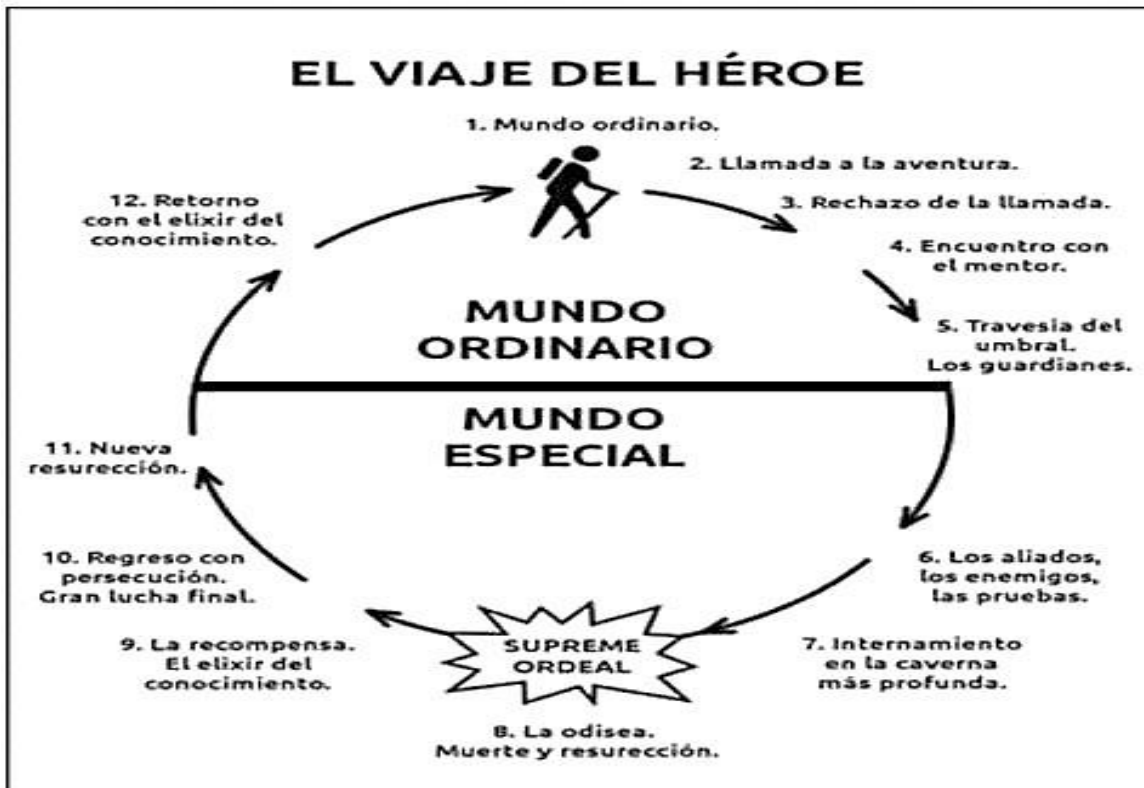 EL VIAJE DEL HÉROE
1. Mundo ordinario.
2. Llamada a la aventura.
3. Rechazo de la llamada.
4. Encuentro con
el mentor.
5. Travesia del
umbral.
Los guardianes.
MUNDO
ORDINARIO
MUNDO
ESPECIAL
6. Los aliados,
los enemigos,
las pruebas.
7. Internamiento
en la caverna
más profunda.
SUPREME
ORDEAL
8. La odisea.
Muerte y resurección.
9. La recompensa.
El elixir del
conocimiento.
10. Regreso con
persecución.
Gran lucha final.
11. Nueva
resurección.
12. Retorno
con el elixir del
conocimiento.